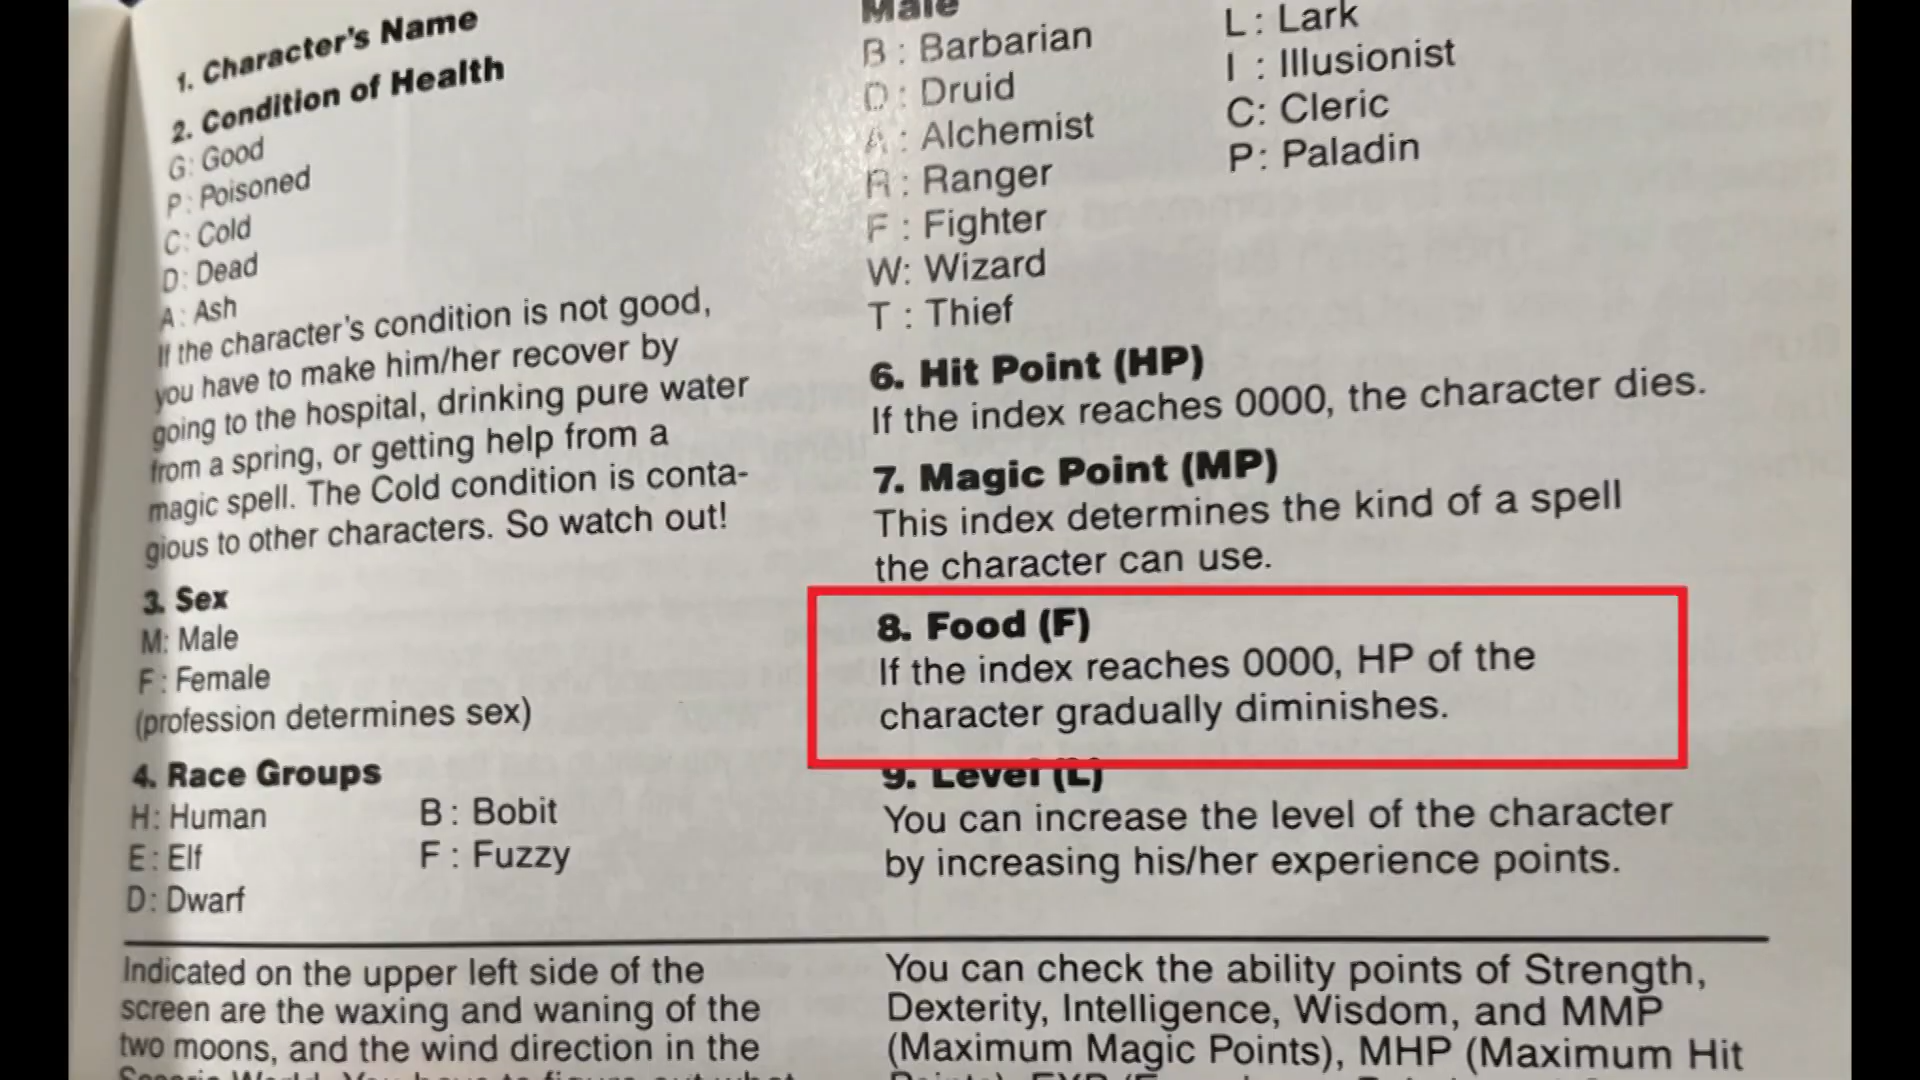 1. Character's Name
2. Condition of Health
G: Good
P: Poisoned
C: Cold
D: Dead
A: Ash
If the character's condition is not good,
you have to make him/her recover by
going to the hospital, drinking pure water
from a spring, or getting help from a
magic spell. The Cold condition is conta-
gious to other characters. So watch out!
3. Sex
M: Male
F: Female
(profession determines sex)
4. Race Groups
H: Human
E: Elf
D: Dwarf
B: Bobit
F: Fuzzy
Male
B: Barbarian
D: Druid
A: Alchemist
R: Ranger
F: Fighter
W: Wizard
T: Thief
L: Lark
I: Illusionist
C: Cleric
P: Paladin
6. Hit Point (HP)
If the index reaches 0000, the character dies.
7. Magic Point (MP)
This index determines the kind of a spell
the character can use.
8. Food (F)
If the index reaches 0000, HP of the
character gradually diminishes.
9. Level (L)
You can increase the level of the character
by increasing his/her experience points.
Indicated on the upper left side of the
screen are the waxing and waning of the
two moons, and the wind direction in the
You can check the ability points of Strength,
Dexterity, Intelligence, Wisdom, and MMP
(Maximum Magic Points), MHP (Maximum Hit